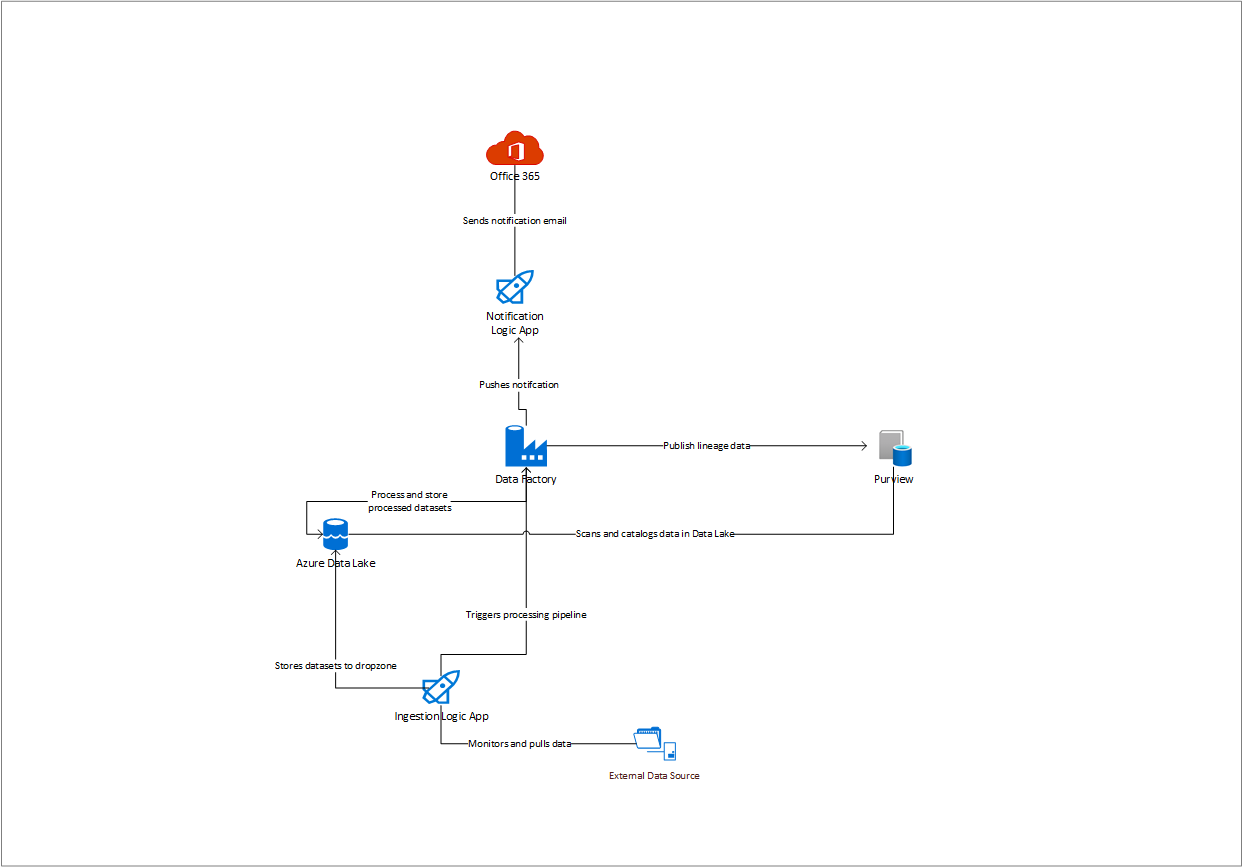 Office 365
Sends notification email
Notification
Logic App
Pushes notifcation
Publish lineage data
Data Factory
Purview
Process and store
processed datasets
Scans and catalogs data in Data Lake
Azure Data Lake
Triggers processing pipeline
Stores datasets to dropzone
Ingestion Logic App
Monitors and pulls data
External Data Source